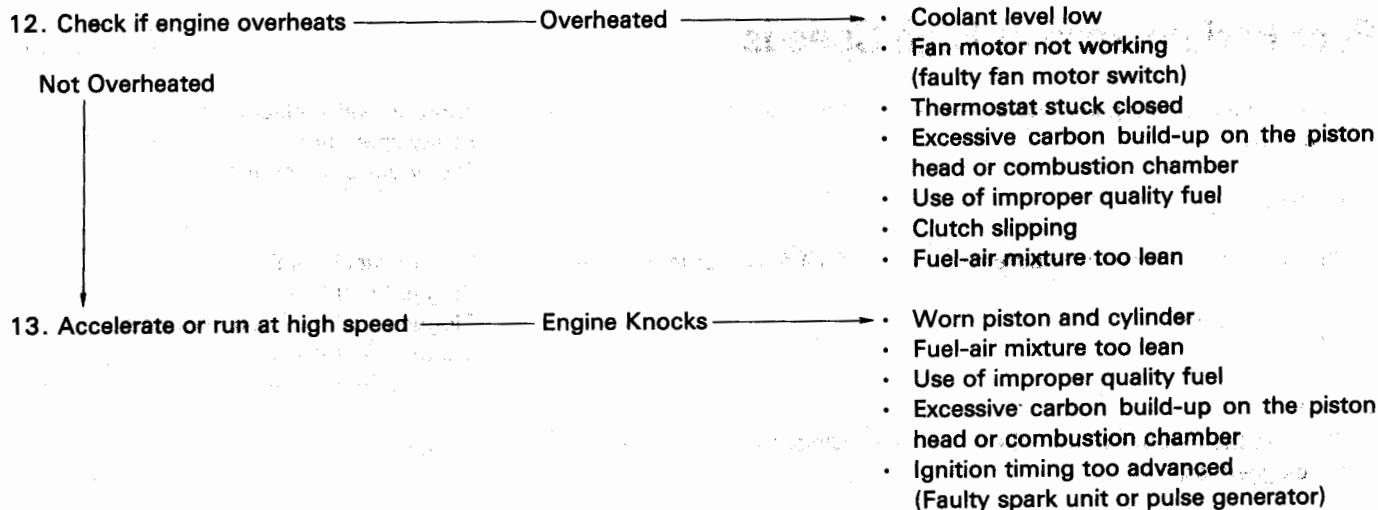 12. Check if engine overheats
Overheated
· Coolant level low
· Fan motor not working
(faulty fan motor switch)
· Thermostat stuck closed
· Excessive carbon build-up on the piston
head or combustion chamber
· Use of improper quality fuel
· Clutch slipping
· Fuel-air mixture too lean
Not Overheated
13. Accelerate or run at high speed
Engine Knocks
· Worn piston and cylinder
· Fuel-air mixture too lean
· Use of improper quality fuel
· Excessive carbon build-up on the piston
head or combustion chamber
· Ignition timing too advanced
(Faulty spark unit or pulse generator)